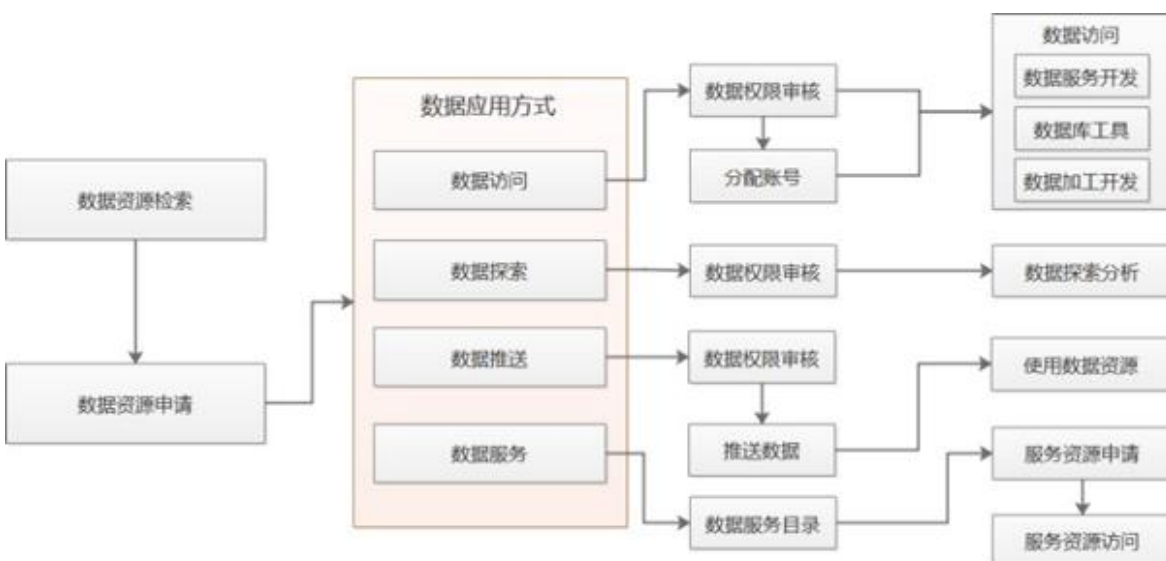 数据资源检索
数据资源申请
数据应用方式
数据访问
数据探索
数据推送
数据服务
数据权限审核
分配账号
数据权限审核
数据权限审核
推送数据
数据服务目录
数据访问
数据服务开发
数据库工具
数据加工开发
数据探索分析
使用数据资源
服务资源申请
服务资源访问